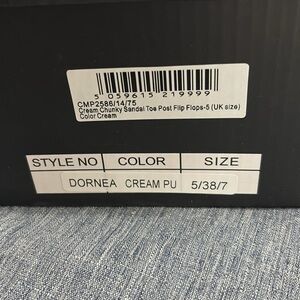 5 059615 219999
CMP2586/14/75
Cream Chunky Sandal Toe Post Flip Flops-5 (UK size)
Color Cream
STYLE NO COLOR SIZE
DORNEA CREAM PU 5/38/7